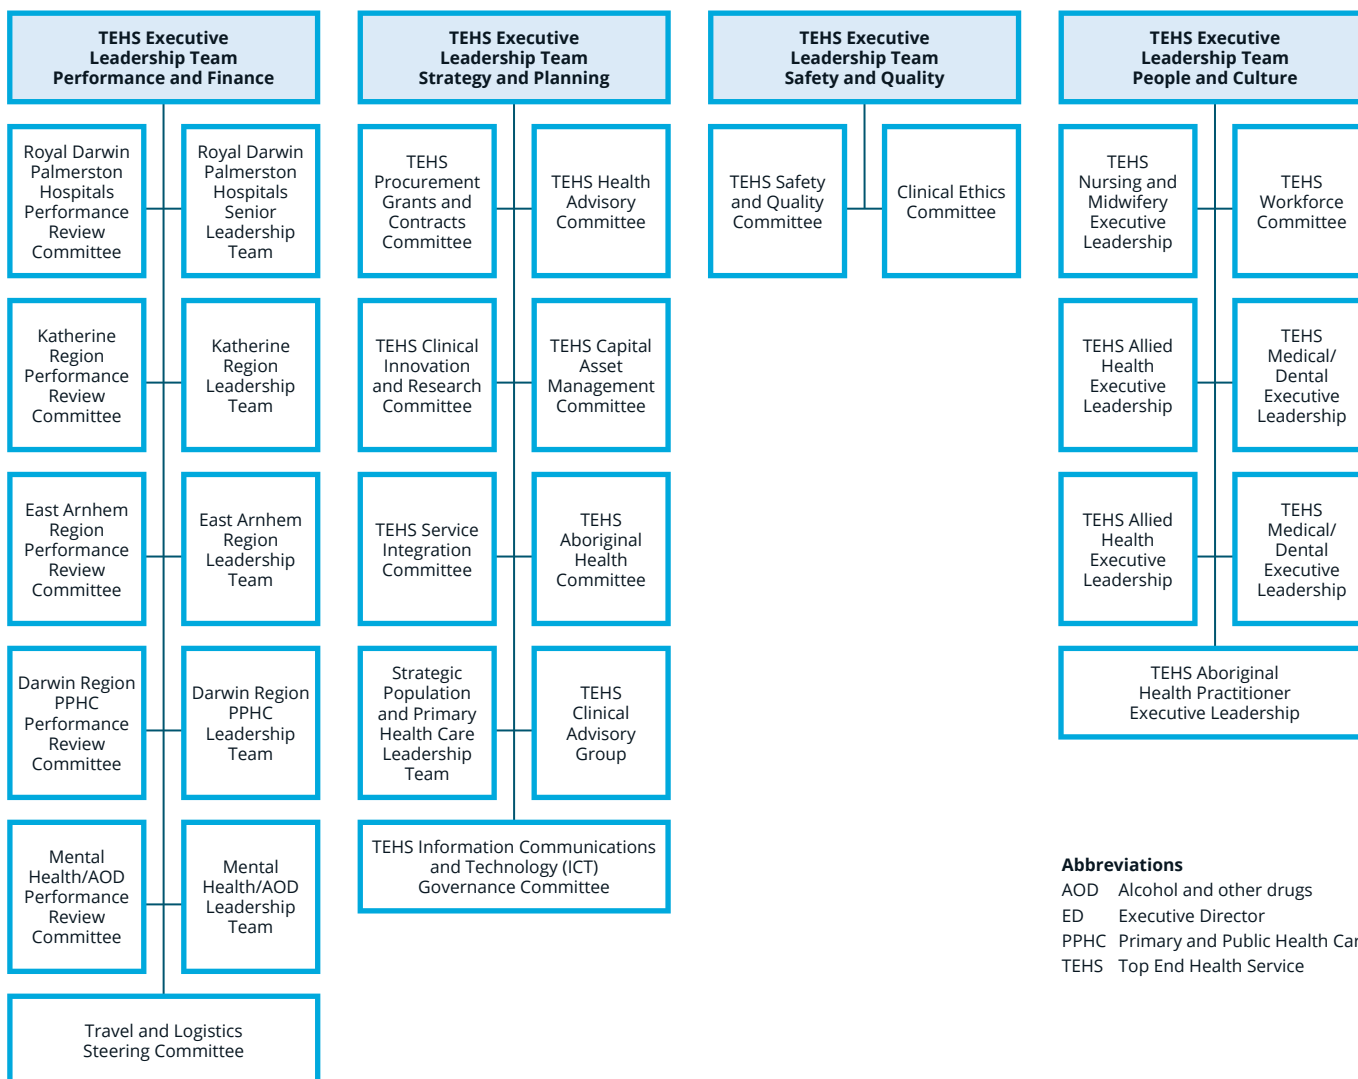 TEHS Executive
Leadership Team
Performance and Finance
Royal Darwin
Palmerston
Hospitals
Performance
Review
Committee
Royal Darwin
Palmerston
Hospitals
Senior
Leadership
Team
Katherine
Region
Performance
Review
Committee
Katherine
Region
Leadership
Team
East Arnhem
Region
Performance
Review
Committee
East Arnhem
Region
Leadership
Team
Darwin Region
PPHC
Performance
Review
Committee
Darwin Region
PPHC
Leadership
Team
Mental
Health/AOD
Performance
Review
Committee
Mental
Health/AOD
Leadership
Team
Travel and Logistics
Steering Committee
TEHS Executive
Leadership Team
Strategy and Planning
TEHS
Procurement
Grants and
Contracts
Committee
TEHS Health
Advisory
Committee
TEHS Clinical
Innovation
and Research
Committee
TEHS Capital
Asset
Management
Committee
TEHS Service
Integration
Committee
TEHS
Aboriginal
Health
Committee
Strategic
Population
and Primary
Health Care
Leadership
Team
TEHS
Clinical
Advisory
Group
TEHS Information Communications
and Technology (ICT)
Governance Committee
TEHS Executive
Leadership Team
Safety and Quality
TEHS Safety
and Quality
Committee
Clinical Ethics
Committee
TEHS Executive
Leadership Team
People and Culture
TEHS
Nursing and
Midwifery
Executive
Leadership
TEHS
Workforce
Committee
TEHS Allied
Health
Executive
Leadership
TEHS
Medical/
Dental
Executive
Leadership
TEHS Allied
Health
Executive
Leadership
TEHS
Medical/
Dental
Executive
Leadership
TEHS Aboriginal
Health Practitioner
Executive Leadership
Abbreviations
AOD Alcohol and other drugs
ED Executive Director
PPHC Primary and Public Health Car
TEHS Top End Health Service